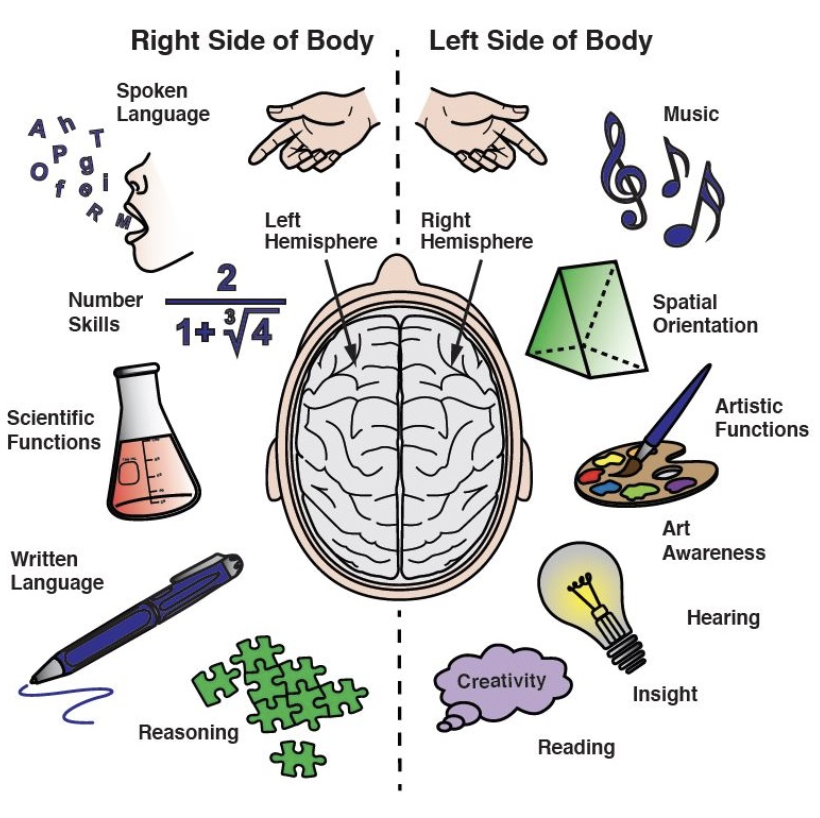 Right Side of Body
Left Side of Body
Spoken
Language
A h T
P g i
O f e
R M
Music
Left
Hemisphere
Right
Hemisphere
Number
Skills
2
1+ ∛4
Spatial
Orientation
Scientific
Functions
Artistic
Functions
Art
Awareness
Written
Language
Hearing
Creativity
Insight
Reasoning
Reading